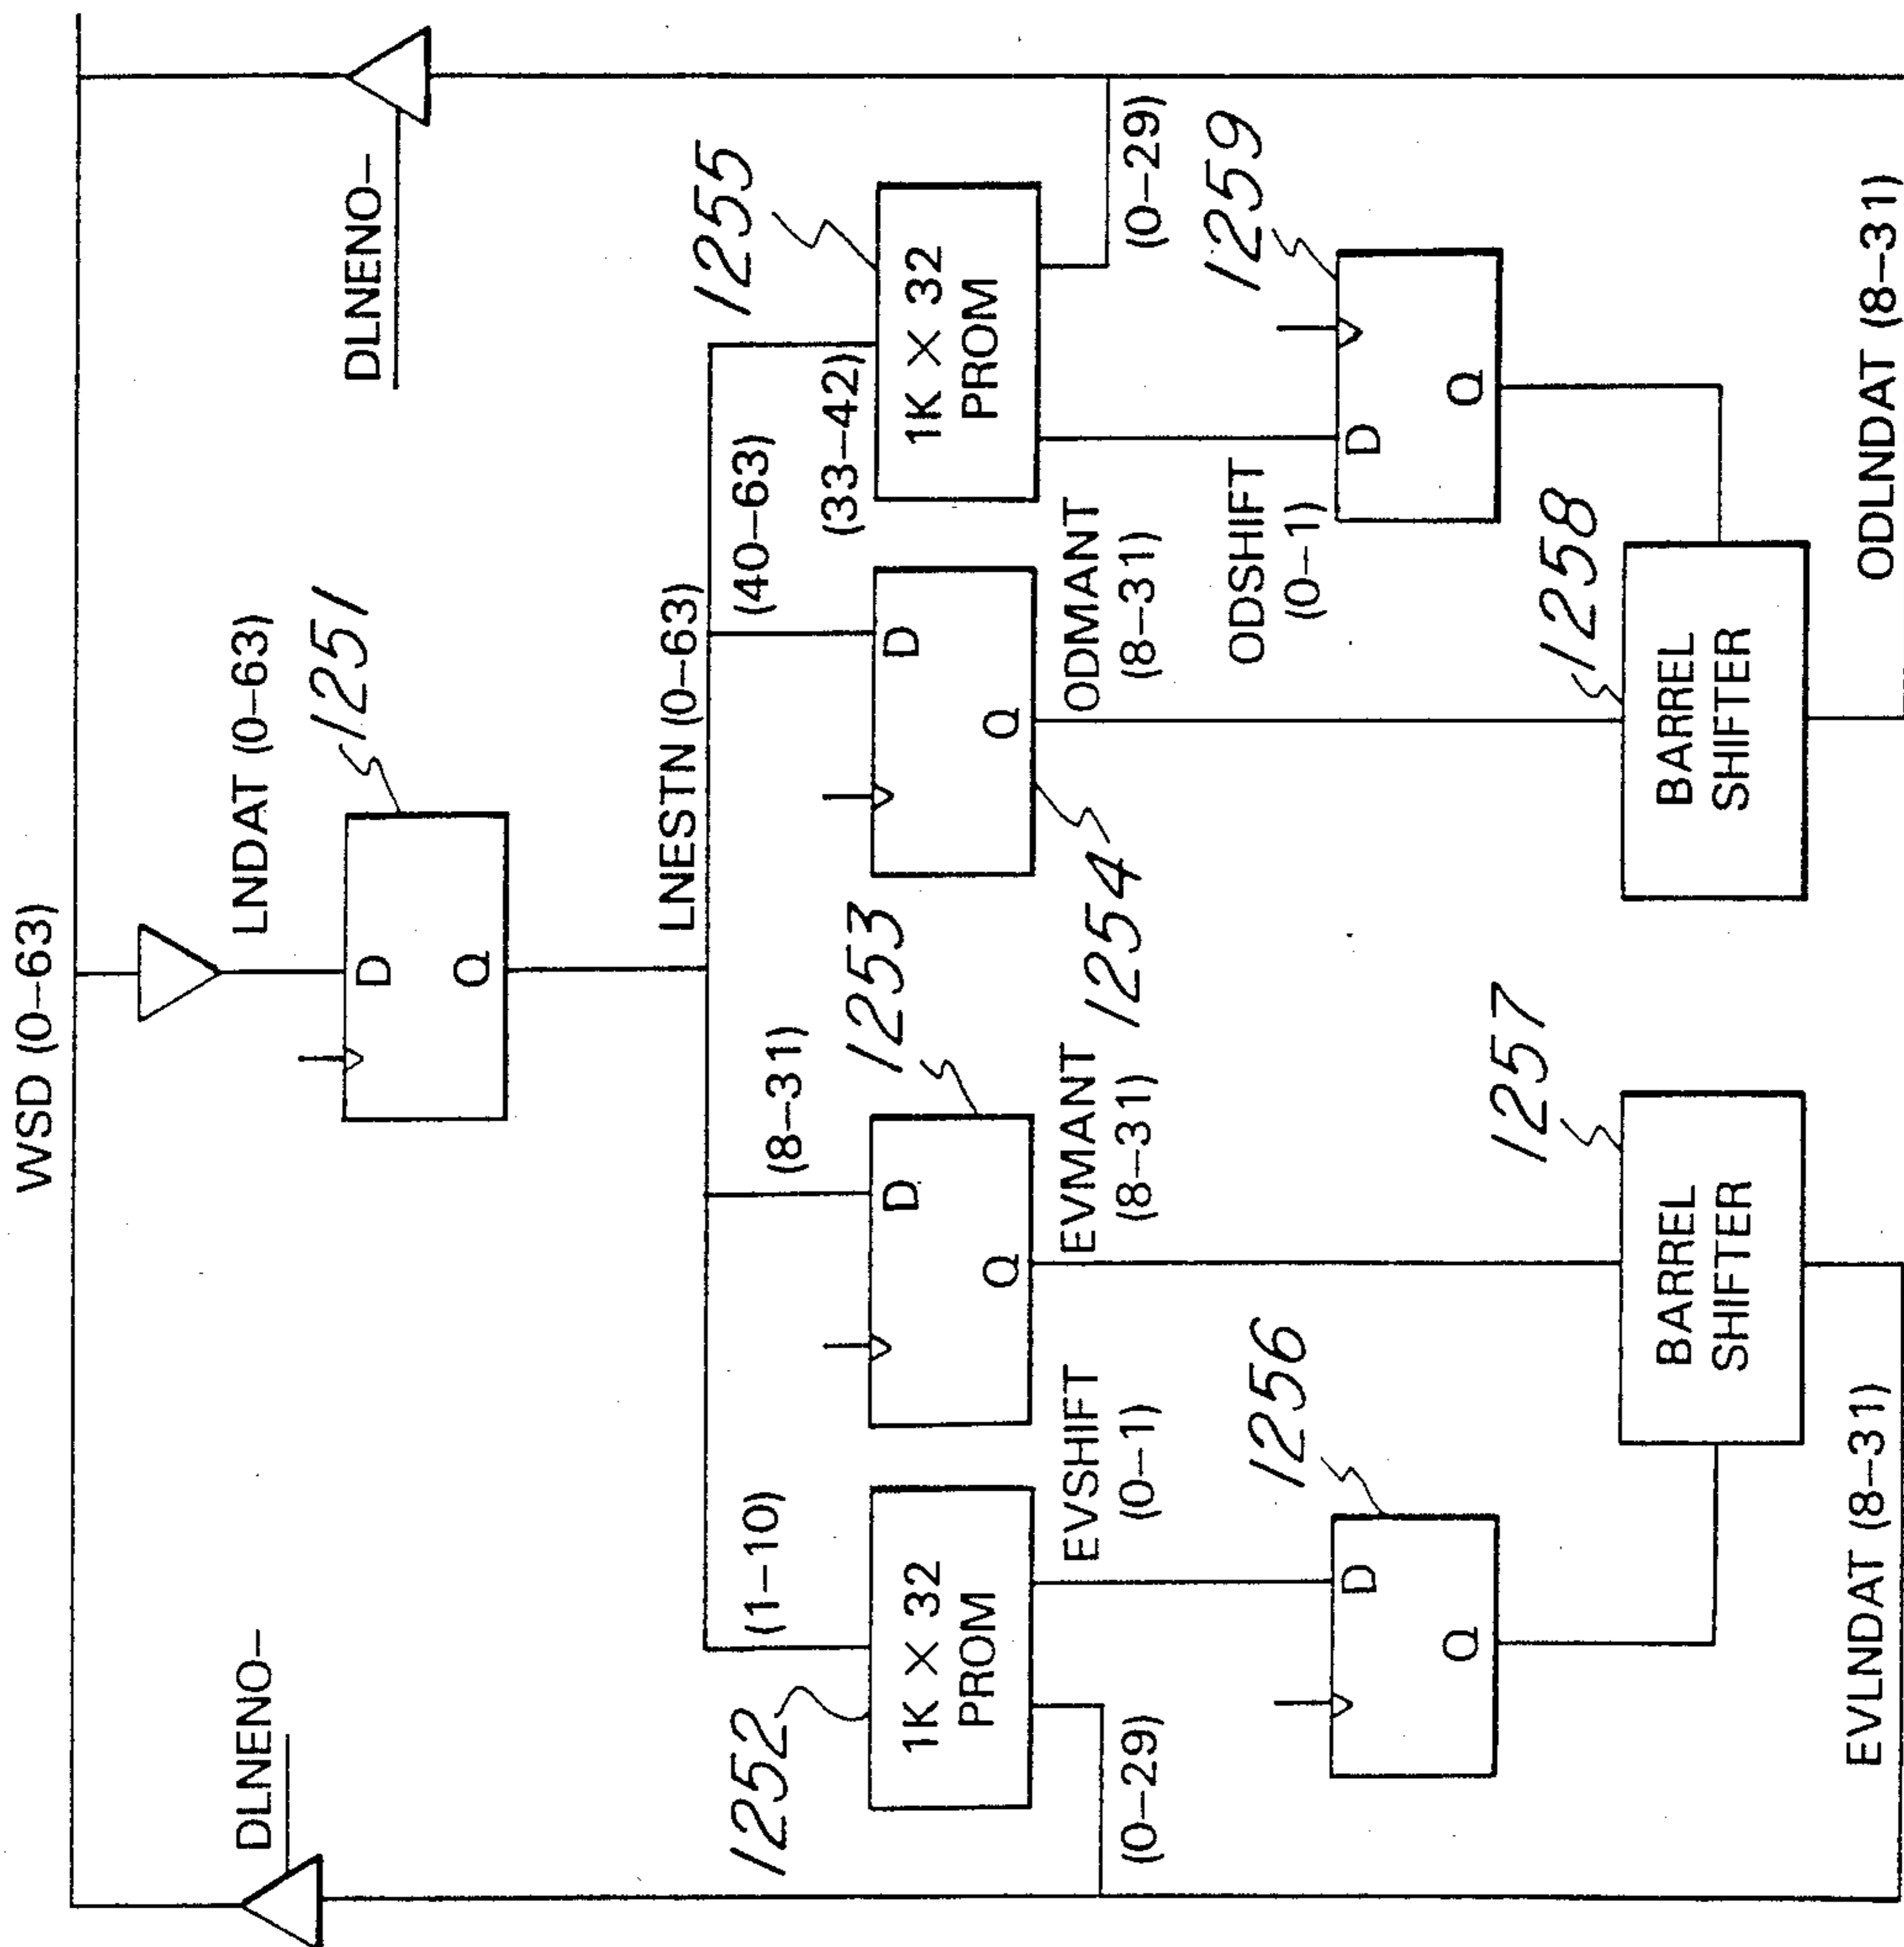 WSD (0–63)
DLNENO–
DLNENO–
LNDAT (0–63)
1251
D
Q
LNESTN (0–63)
(1–10)
(8–31)
(40–63)
(33–42)
1252
1K × 32
PROM
1253
D
Q
1254
D
Q
1255
1K × 32
PROM
(0–29)
EVSHIFT
(0–1)
EVMANT
(8–31)
ODMANT
(8–31)
ODSHIFT
(0–1)
(0–29)
1256
D
Q
1259
D
Q
1257
BARREL
SHIFTER
1258
BARREL
SHIFTER
EVLNDAT (8–31)
ODLNDAT (8–31)